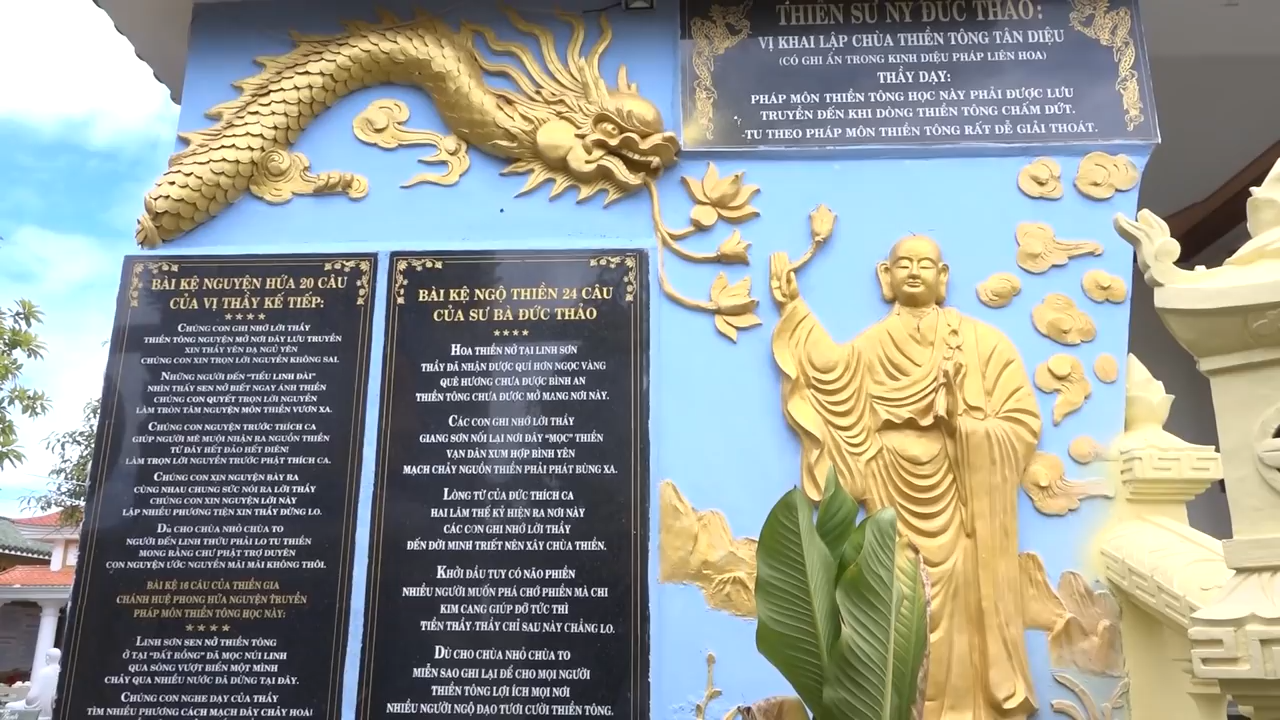 THIỀN SƯ NY ĐỨC THẢO:
VỊ KHAI LẬP CHÙA THIỀN TÔNG TÂN DIỆU
(CÓ GHI ẨN TRONG KINH DIỆU PHÁP LIÊN HOA)
THẦY DẠY:
PHÁP MÔN THIỀN TÔNG HỌC NÀY PHẢI ĐƯỢC LƯU
TRUYỀN ĐẾN KHI DÒNG THIỀN TÔNG CHẤM DỨT.
-TU THEO PHÁP MÔN THIỀN TÔNG RẤT DỄ GIẢI THOÁT.
BÀI KỆ NGUYỆN HỨA 20 CÂU
CỦA VỊ THẦY KẾ TIẾP:
CHÚNG CON GHI NHỚ LỜI THẦY
THIỀN TÔNG NGUYỆN MỞ NƠI ĐÂY LƯU TRUYỀN
XIN THẦY YÊN DẠ NGỦ YÊN
CHÚNG CON XIN TRỌN LỜI NGUYỀN KHÔNG SAI.
NHỮNG NGƯỜI ĐẾN "TIỂU LINH ĐÀI"
NHÌN THẤY SEN NỞ BIẾT NGAY ÁNH THIỀN
CHÚNG CON QUYẾT TRỌN LỜI NGUYỀN
LÀM TRÒN TÂM NGUYỆN MÔN THIỀN VƯƠN XA.
CHÚNG CON NGUYỆN TRƯỚC THÍCH CA
GIÚP NGƯỜI MÊ MUỘI NHẬN RA NGUỒN THIỀN
TỪ ĐÂY HẾT ĐẢO HẾT ĐIÊN!
LÀM TRỌN LỜI NGUYỀN TRƯỚC PHẬT THÍCH CA.
CHÚNG CON XIN NGUYỆN BÀY RA
CÙNG NHAU CHUNG SỨC NÓI RA LỜI THẦY
CHÚNG CON XIN NGUYỆN LỜI NÀY
LẬP NHIỀU PHƯƠNG TIỆN XIN THẦY ĐỪNG LO.
DÙ CHO CHÙA NHỎ CHÙA TO
NGƯỜI ĐẾN LINH THỨU PHẢI LO TU THIỀN
MONG RẰNG CHƯ PHẬT TRỢ DUYÊN
CON NGUYỆN ƯỚC NGUYỀN MÃI MÃI KHÔNG THÔI.
BÀI KỆ 16 CÂU CỦA THIỀN GIA
CHÁNH HUỆ PHONG HỨA NGUYỆN TRUYỀN
PHÁP MÔN THIỀN TÔNG HỌC NÀY:
LINH SƠN SEN NỞ THIỀN TÔNG
Ở TẠI "ĐẤT RỒNG" ĐÃ MỌC NÚI LINH
QUA SÔNG VƯỢT BIỂN MỘT MÌNH
CHẢY QUA NHIỀU NƯỚC ĐÃ DỪNG TẠI ĐÂY.
CHÚNG CON NGHE DẠY CỦA THẦY
TÌM NHIỀU PHƯƠNG CÁCH MẠCH ĐÂY CHẢY HOÀI
BÀI KỆ NGỘ THIỀN 24 CÂU
CỦA SƯ BÀ ĐỨC THẢO
HOA THIỀN NỞ TẠI LINH SƠN
THẦY ĐÃ NHẬN ĐƯỢC QUÍ HƠN NGỌC VÀNG
QUÊ HƯƠNG CHƯA ĐƯỢC BÌNH AN
THIỀN TÔNG CHƯA ĐƯỢC MỞ MANG NƠI NÀY.
CÁC CON GHI NHỚ LỜI THẦY
GIANG SƠN NỐI LẠI NƠI ĐÂY "MỌC" THIỀN
VẠN DÂN XUM HỢP BÌNH YÊN
MẠCH CHẢY NGUỒN THIỀN PHẢI PHÁT BÙNG XA.
LÒNG TỪ CỦA ĐỨC THÍCH CA
HAI LĂM THẾ KỶ HIỆN RA NƠI NÀY
CÁC CON GHI NHỚ LỜI THẦY
ĐẾN ĐỜI MINH TRIẾT NÊN XÂY CHÙA THIỀN.
KHỞI ĐẦU TUY CÓ NÃO PHIỀN
NHIỀU NGƯỜI MUỐN PHÁ CHỚ PHIỀN MÀ CHI
KIM CANG GIÚP ĐỠ TỨC THÌ
TIẾN THẦY THẦY CHỈ SAU NÀY CHẲNG LO.
DÙ CHO CHÙA NHỎ CHÙA TO
MIỄN SAO GHI LẠI ĐỂ CHO MỌI NGƯỜI
THIỀN TÔNG LỢI ÍCH MỌI NƠI
NHIỀU NGƯỜI NGỘ ĐẠO TƯƠI CƯỜI THIỀN TÔNG.